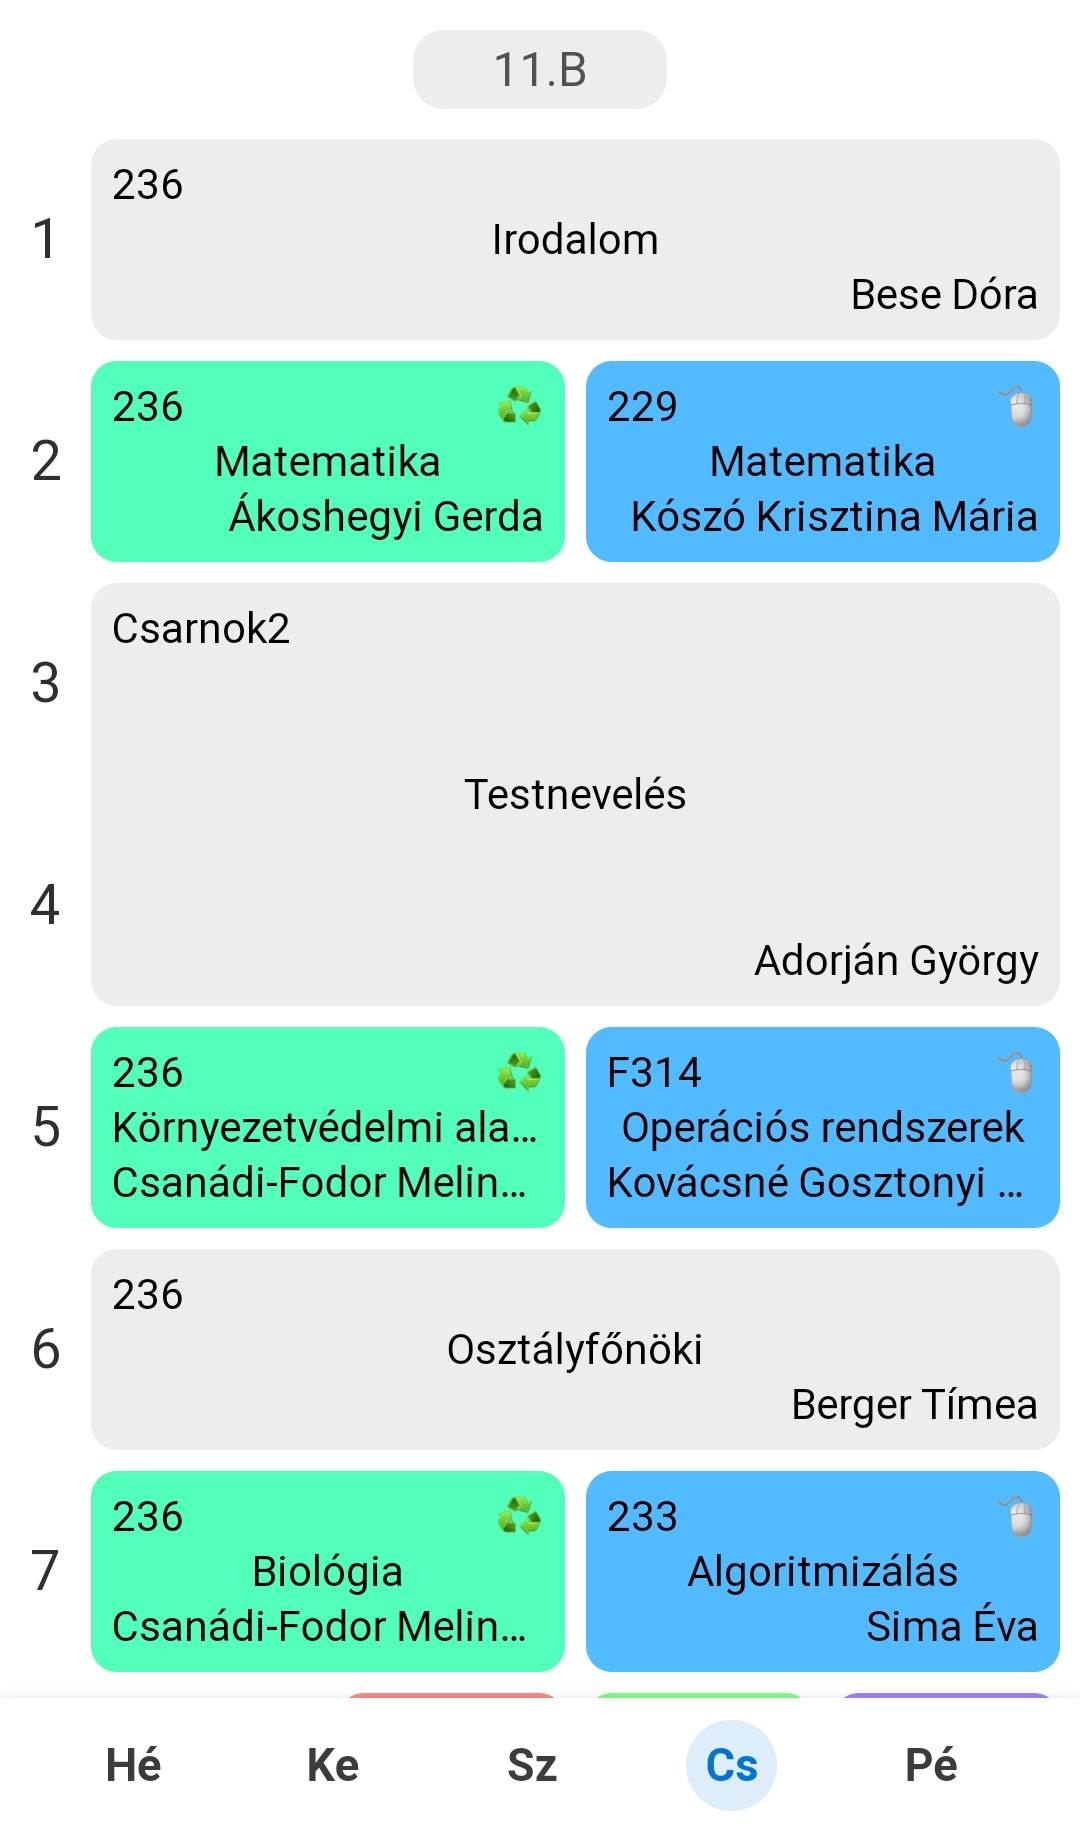 11.B
1
236
Irodalom
Bese Dóra
2
236
Matematika
Ákoshegyi Gerda
229
Matematika
Kószó Krisztina Mária
3
4
Csarnok2
Testnevelés
Adorján György
5
236
Környezetvédelmi ala...
Csanádi-Fodor Melin...
F314
Operációs rendszerek
Kovácsné Gosztonyi ...
6
236
Osztályfőnöki
Berger Tímea
7
236
Biológia
Csanádi-Fodor Melin...
233
Algoritmizálás
Sima Éva
Hé Ke Sz Cs Pé